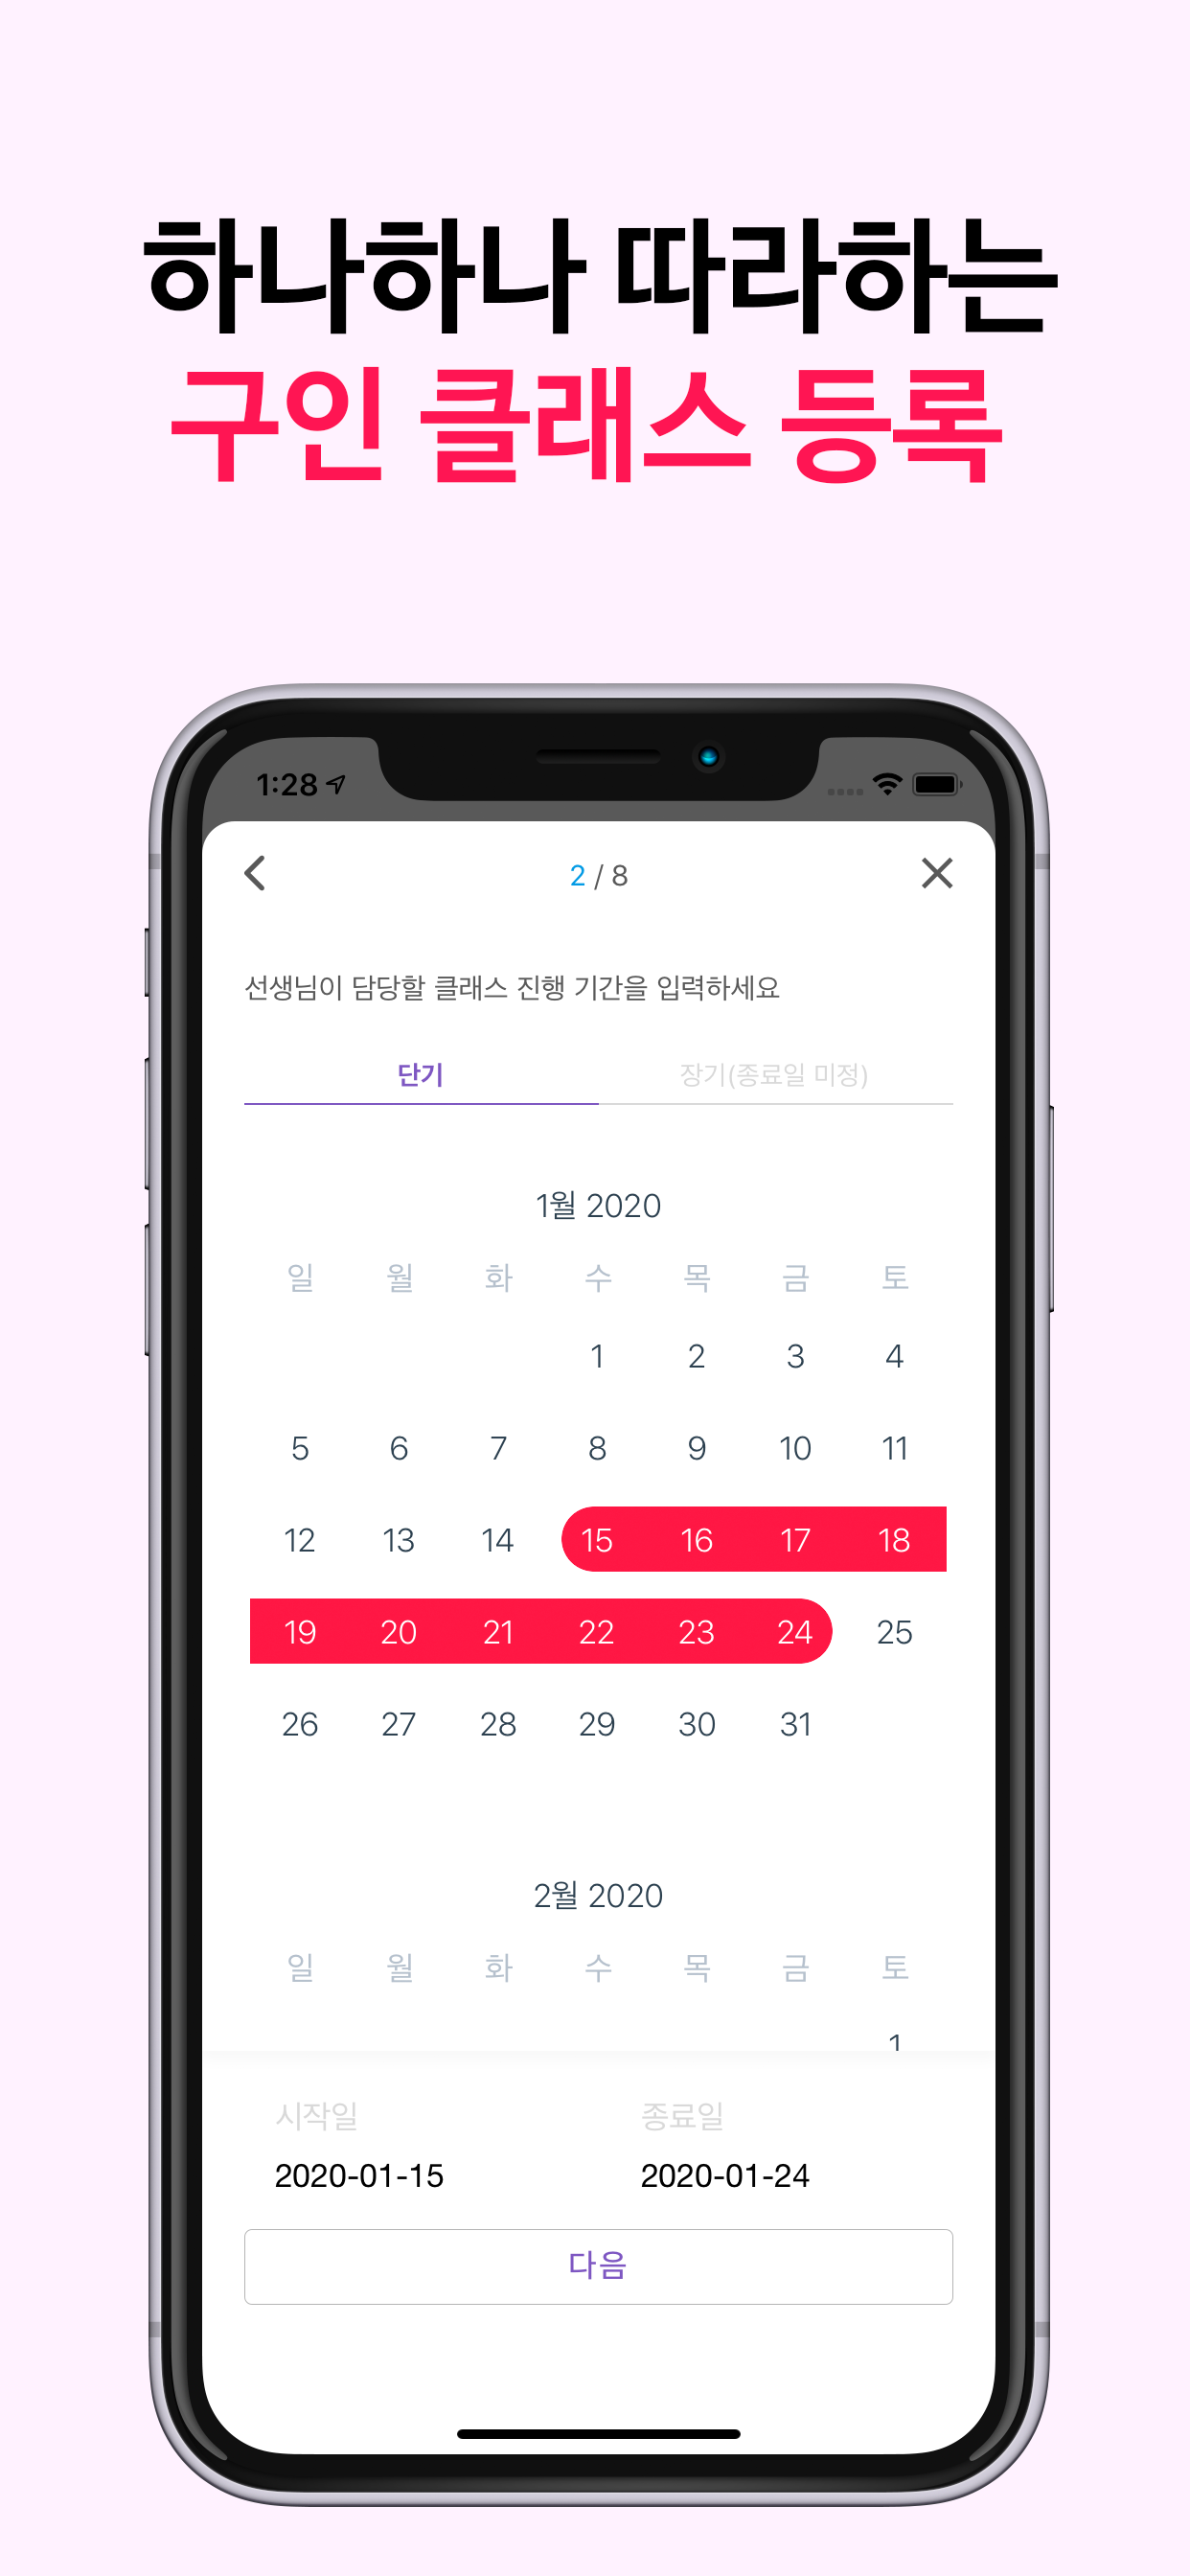 하나하나 따라하는
구인 클래스 등록
1:28
2 / 8
선생님이 담당할 클래스 진행 기간을 입력하세요
단기 장기(종료일 미정)
1월 2020
일 월 화 수 목 금 토
1 2 3 4
5 6 7 8 9 10 11
12 13 14 15 16 17 18
19 20 21 22 23 24 25
26 27 28 29 30 31
2월 2020
일 월 화 수 목 금 토
1
시작일 종료일
2020-01-15 2020-01-24
다음